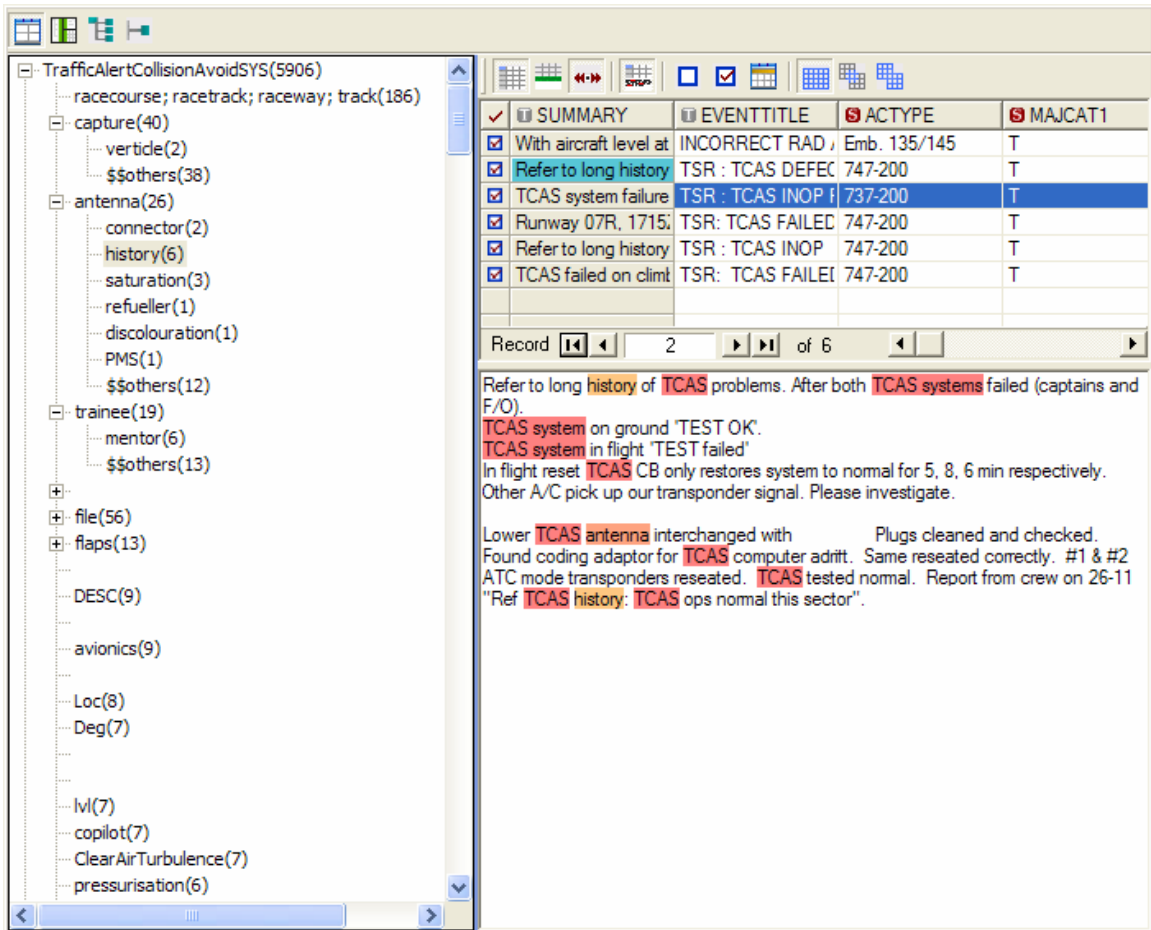 TrafficAlertCollisionAvoidSYS(5906)
racecourse; racetrack; raceway; track(186)
capture(40)
verticle(2)
$$others(38)
antenna(26)
connector(2)
history(6)
saturation(3)
refueller(1)
discolouration(1)
PMS(1)
$$others(12)
trainee(19)
mentor(6)
$$others(13)
file(56)
flaps(13)
DESC(9)
avionics(9)
Loc(8)
Deg(7)
lvl(7)
copilot(7)
ClearAirTurbulence(7)
pressurisation(6)
SUMMARY EVENTTITLE ACTYPE MAJCAT1
With aircraft level at INCORRECT RAD Emb. 135/145 T
Refer to long history TSR : TCAS DEFEC 747-200 T
TCAS system failure TSR : TCAS INOP 737-200 T
Runway 07R, 1715 TSR: TCAS FAILED 747-200 T
Refer to long history TSR : TCAS INOP 747-200 T
TCAS failed on climb TSR: TCAS FAILE 747-200 T
Record 2 of 6
Refer to long history of TCAS problems. After both TCAS systems failed (captains and
F/O).
TCAS system on ground "TEST OK".
TCAS system in flight "TEST failed"
In flight reset TCAS CB only restores system to normal for 5, 8, 6 min respectively.
Other A/C pick up our transponder signal. Please investigate.
Lower TCAS antenna interchanged with Plugs cleaned and checked.
Found coding adaptor for TCAS computer adritt. Same reseated correctly. #1 & #2
ATC mode transponders reseated. TCAS tested normal. Report from crew on 26-11
"Ref TCAS history: TCAS ops normal this sector".